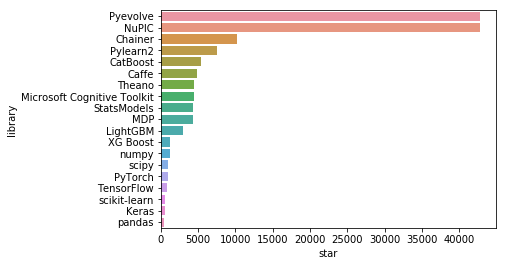 Pyevolve
NuPIC
Chainer
Pylearn2
CatBoost
Caffe
Theano
Microsoft Cognitive Toolkit
StatsModels
MDP
LightGBM
XG Boost
numpy
scipy
PyTorch
TensorFlow
scikit-learn
Keras
pandas
library
0 5000 10000 15000 20000 25000 30000 35000 40000
star